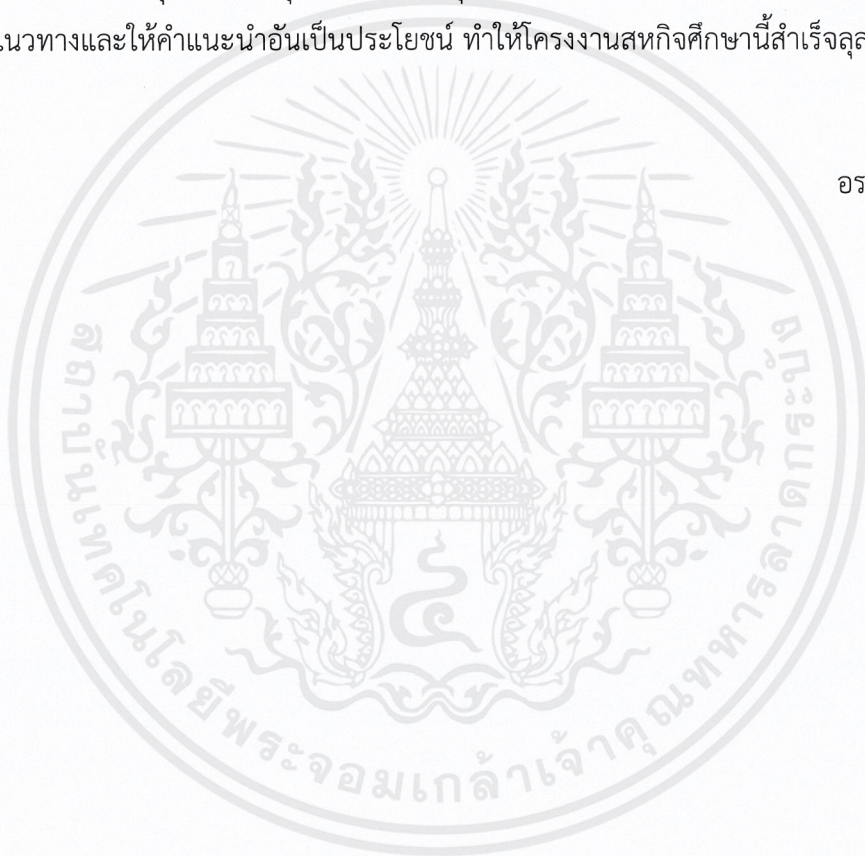 แนวทางและให้คำแนะนำอันเป็นประโยชน์ ทำให้โครงงานสหกิจศึกษานี้สำเร็จลุล
อร
สถาบันเทคโนโลยีพระจอมเกล้าเจ้าคุณทหารลาดกระบัง